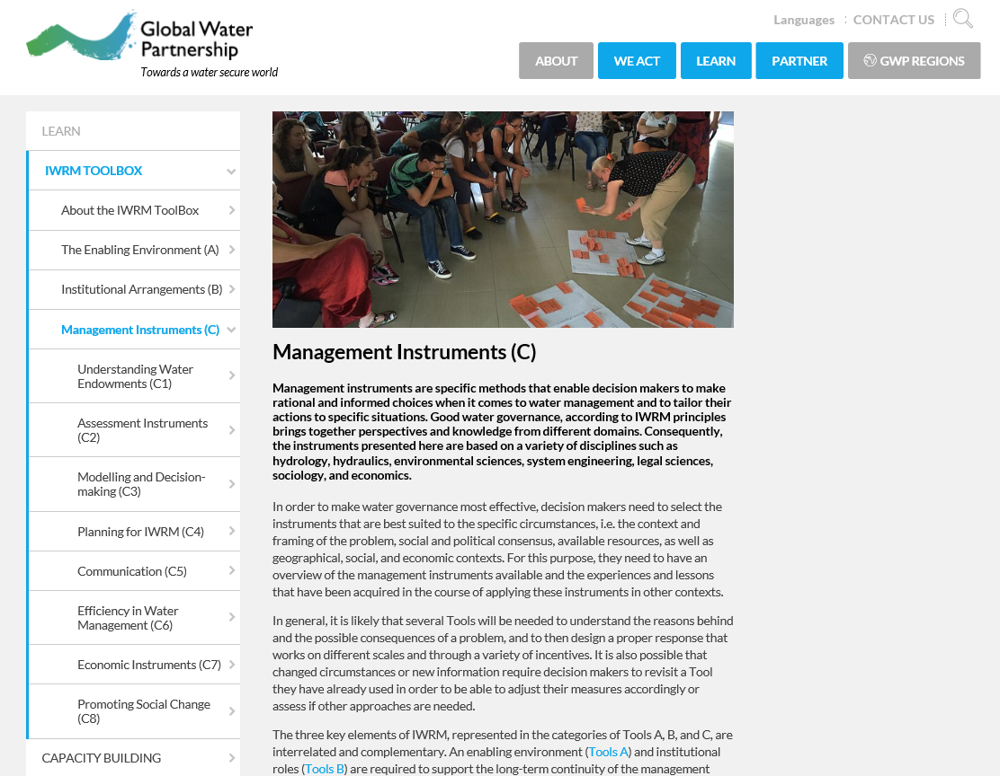 Global Water
Partnership
Towards a water secure world
Languages : CONTACT US
ABOUT
WE ACT
LEARN
PARTNER
GWP REGIONS
LEARN
IWRM TOOLBOX
About the IWRM ToolBox
The Enabling Environment (A)
Institutional Arrangements (B)
Management Instruments (C)
Understanding Water
Endowments (C1)
Assessment Instruments
(C2)
Modelling and Decision-
making (C3)
Planning for IWRM (C4)
Communication (C5)
Efficiency in Water
Management (C6)
Economic Instruments (C7)
Promoting Social Change
(C8)
CAPACITY BUILDING
Management Instruments (C)
Management instruments are specific methods that enable decision makers to make
rational and informed choices when it comes to water management and to tailor their
actions to specific situations. Good water governance, according to IWRM principles
brings together perspectives and knowledge from different domains. Consequently,
the instruments presented here are based on a variety of disciplines such as
hydrology, hydraulics, environmental sciences, system engineering, legal sciences,
sociology, and economics.
In order to make water governance most effective, decision makers need to select the
instruments that are best suited to the specific circumstances, i.e. the context and
framing of the problem, social and political consensus, available resources, as well as
geographical, social, and economic contexts. For this purpose, they need to have an
overview of the management instruments available and the experiences and lessons
that have been acquired in the course of applying these instruments in other contexts.
In general, it is likely that several Tools will be needed to understand the reasons behind
and the possible consequences of a problem, and to then design a proper response that
works on different scales and through a variety of incentives. It is also possible that
changed circumstances or new information require decision makers to revisit a Tool
they have already used in order to be able to adjust their measures accordingly or
assess if other approaches are needed.
The three key elements of IWRM, represented in the categories of Tools A, B, and C, are
interrelated and complementary. An enabling environment (Tools A) and institutional
roles (Tools B) are required to support the long-term continuity of the management